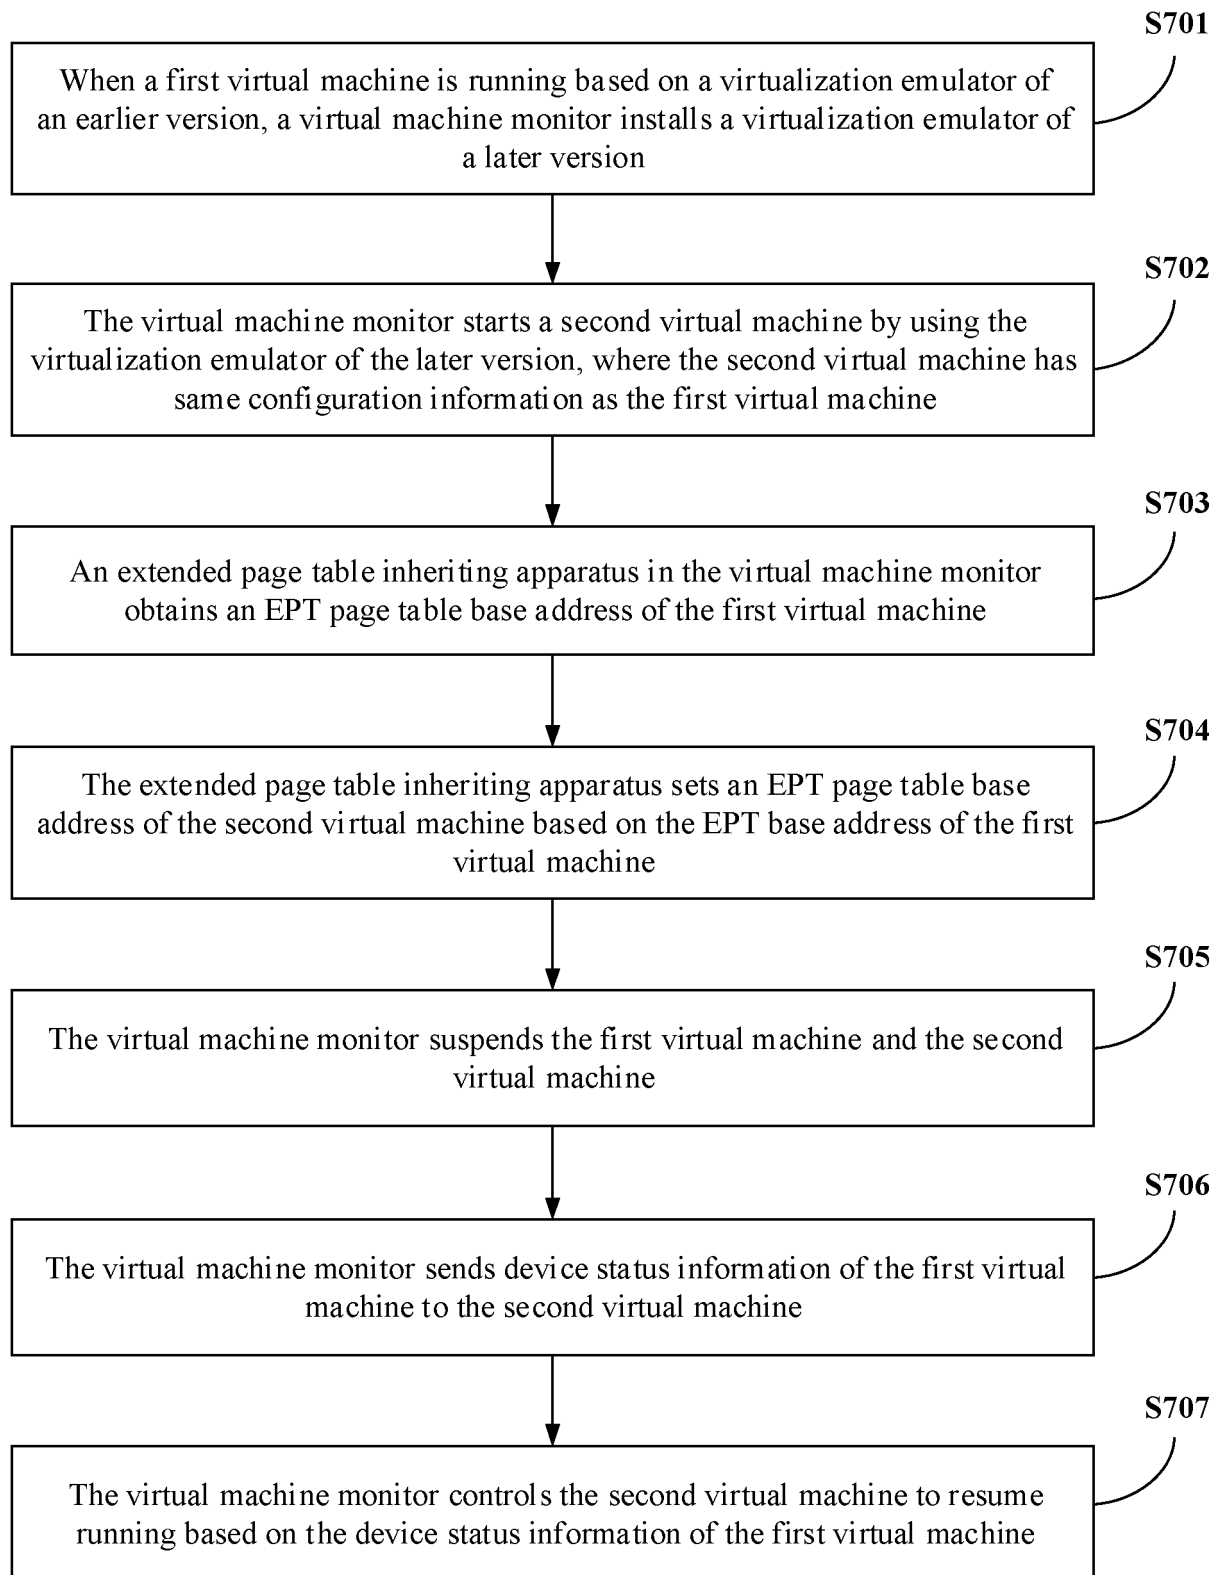 S701
When a first virtual machine is running based on a virtualization emulator of
an earlier version, a virtual machine monitor installs a virtualization emulator of
a later version
S702
The virtual machine monitor starts a second virtual machine by using the
virtualization emulator of the later version, where the second virtual machine has
same configuration information as the first virtual machine
S703
An extended page table inheriting apparatus in the virtual machine monitor
obtains an EPT page table base address of the first virtual machine
S704
The extended page table inheriting apparatus sets an EPT page table base
address of the second virtual machine based on the EPT base address of the first
virtual machine
S705
The virtual machine monitor suspends the first virtual machine and the second
virtual machine
S706
The virtual machine monitor sends device status information of the first virtual
machine to the second virtual machine
S707
The virtual machine monitor controls the second virtual machine to resume
running based on the device status information of the first virtual machine